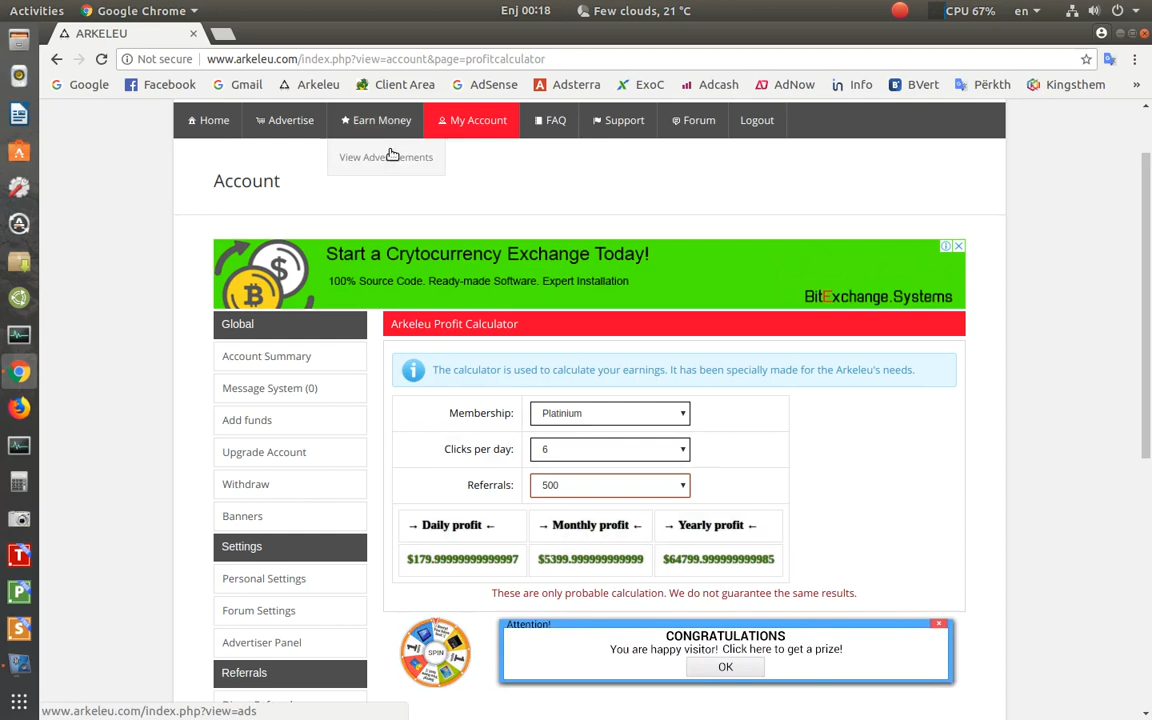 Activities Google Chrome Enj 00:18 Few clouds, 21 °C CPU 67% en
ARKELEU
Not secure www.arkeleu.com/index.php?view=account&page=profitcalculator
Google Facebook Gmail Arkeleu Client Area AdSense Adsterra ExoC Adcash AdNow Info BVert Përkth Kingsthem »
Home Advertise Earn Money My Account FAQ Support Forum Logout
Account
Start a Crytocurrency Exchange Today!
100% Source Code. Ready-made Software. Expert Installation
BitExchange.Systems
Global
Account Summary
Message System (0)
Add funds
Upgrade Account
Withdraw
Banners
Settings
Personal Settings
Forum Settings
Advertiser Panel
Referrals
Arkeleu Profit Calculator
The calculator is used to calculate your earnings. It has been specially made for the Arkeleu's needs.
Membership: Platinium
Clicks per day: 6
Referrals: 500
→ Daily profit ← → Monthly profit ← → Yearly profit ←
$179.99999999999997 $5399.999999999999 $64799.999999999985
These are only probable calculation. We do not guarantee the same results.
SPIN
Attention!
CONGRATULATIONS
You are happy visitor! Click here to get a prize!
OK
www.arkeleu.com/index.php?view=ads